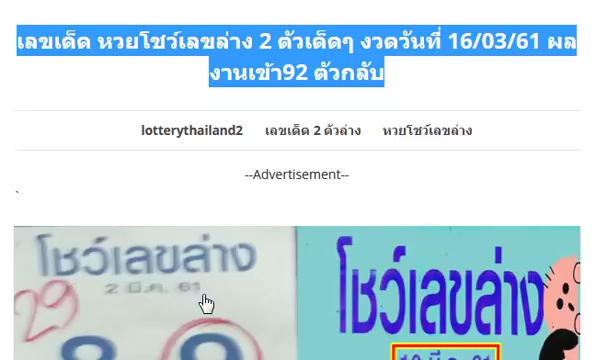 เลขเด็ด หวยโชว์เลขล่าง 2 ตัวเด็ดๆ งวดวันที่ 16/03/61 ผล
งานเข้า92 ตัวกลับ
lotterythailand2 เลขเด็ด 2 ตัวล่าง หวยโชว์เลขล่าง
--Advertisement--
`
โชว์เลขล่าง
2 มี.ค. 61
29
โชว์เลขล่าง